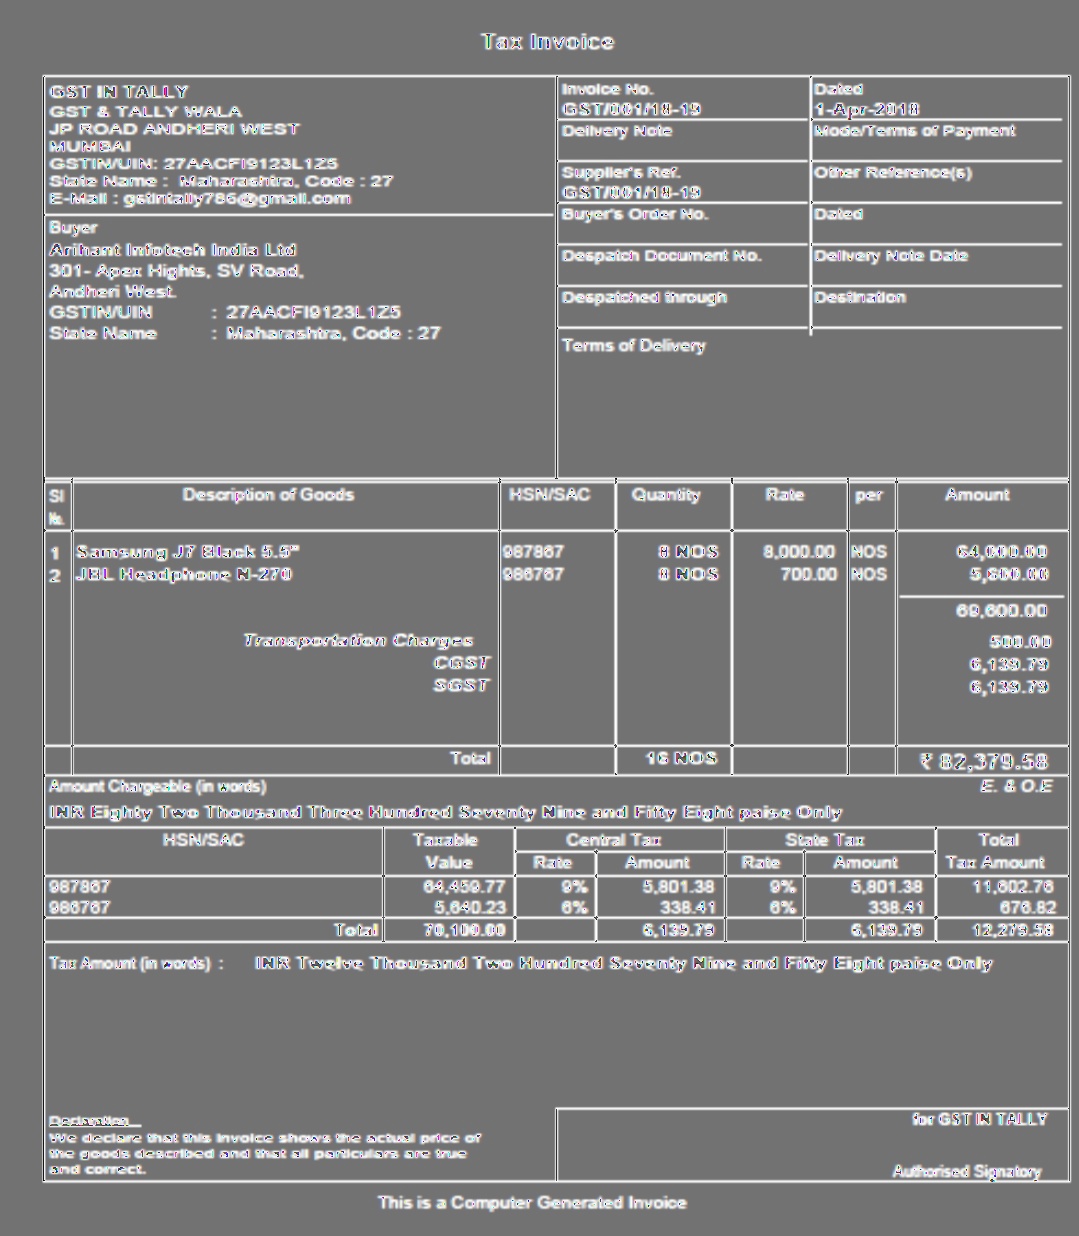 Tax Invoice
GST IN TALLY
GST & TALLY WALA
JP ROAD ANDHERI WEST
MUMBAI
GSTIN/UIN: 27AACFI9123L1Z5
State Name : Maharashtra, Code : 27
E-Mail : gstintally786@gmail.com
Invoice No.
GST/001/18-19
Dated
1-Apr-2018
Delivery Note
Mode/Terms of Payment
Supplier's Ref.
GST/001/18-19
Other Reference(s)
Buyer
Arihant Infotech India Ltd
301- Apex Hights, SV Road,
Andheri West.
GSTIN/UIN : 27AACFI9123L1Z5
State Name : Maharashtra, Code : 27
Buyer's Order No.
Dated
Despatch Document No.
Delivery Note Date
Despatched through
Destination
Terms of Delivery
Sl No. Description of Goods HSN/SAC Quantity Rate per Amount
1 Samsung J7 Black 5.5" 987867 8 NOS 8,000.00 NOS 64,000.00
2 JBL Headphone N-270 986767 8 NOS 700.00 NOS 5,600.00
69,600.00
Transportation Charges 500.00
CGST 6,139.79
SGST 6,139.79
Total 16 NOS ₹ 82,379.58
Amount Chargeable (in words) E. & O.E
INR Eighty Two Thousand Three Hundred Seventy Nine and Fifty Eight paise Only
HSN/SAC Taxable Central Tax State Tax Total
Value Rate Amount Rate Amount Tax Amount
987867 64,459.77 9% 5,801.38 9% 5,801.38 11,602.76
986767 5,640.23 6% 338.41 6% 338.41 676.82
Total 70,100.00 6,139.79 6,139.79 12,279.58
Tax Amount (in words) : INR Twelve Thousand Two Hundred Seventy Nine and Fifty Eight paise Only
Declaration
We declare that this invoice shows the actual price of
the goods described and that all particulars are true
and correct.
for GST IN TALLY
Authorised Signatory
This is a Computer Generated Invoice